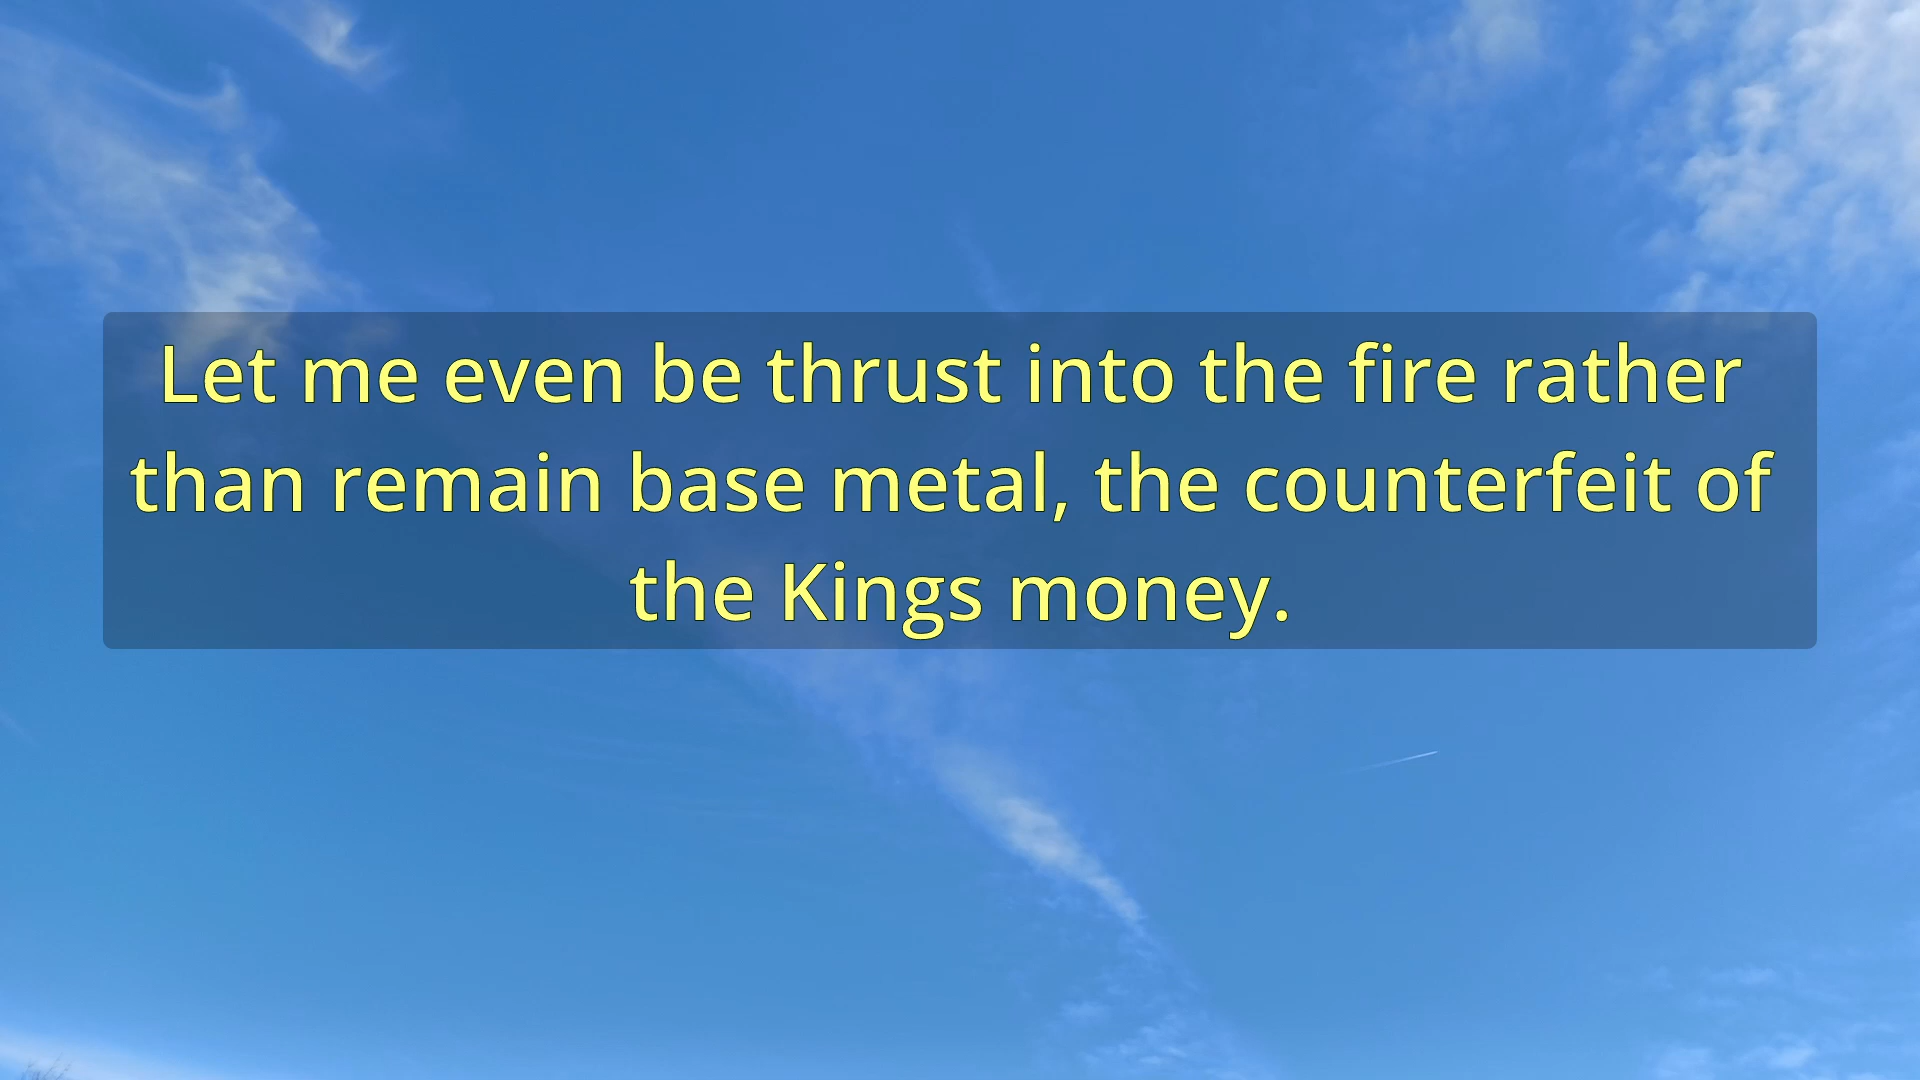 Let me even be thrust into the fire rather
than remain base metal, the counterfeit of
the Kings money.